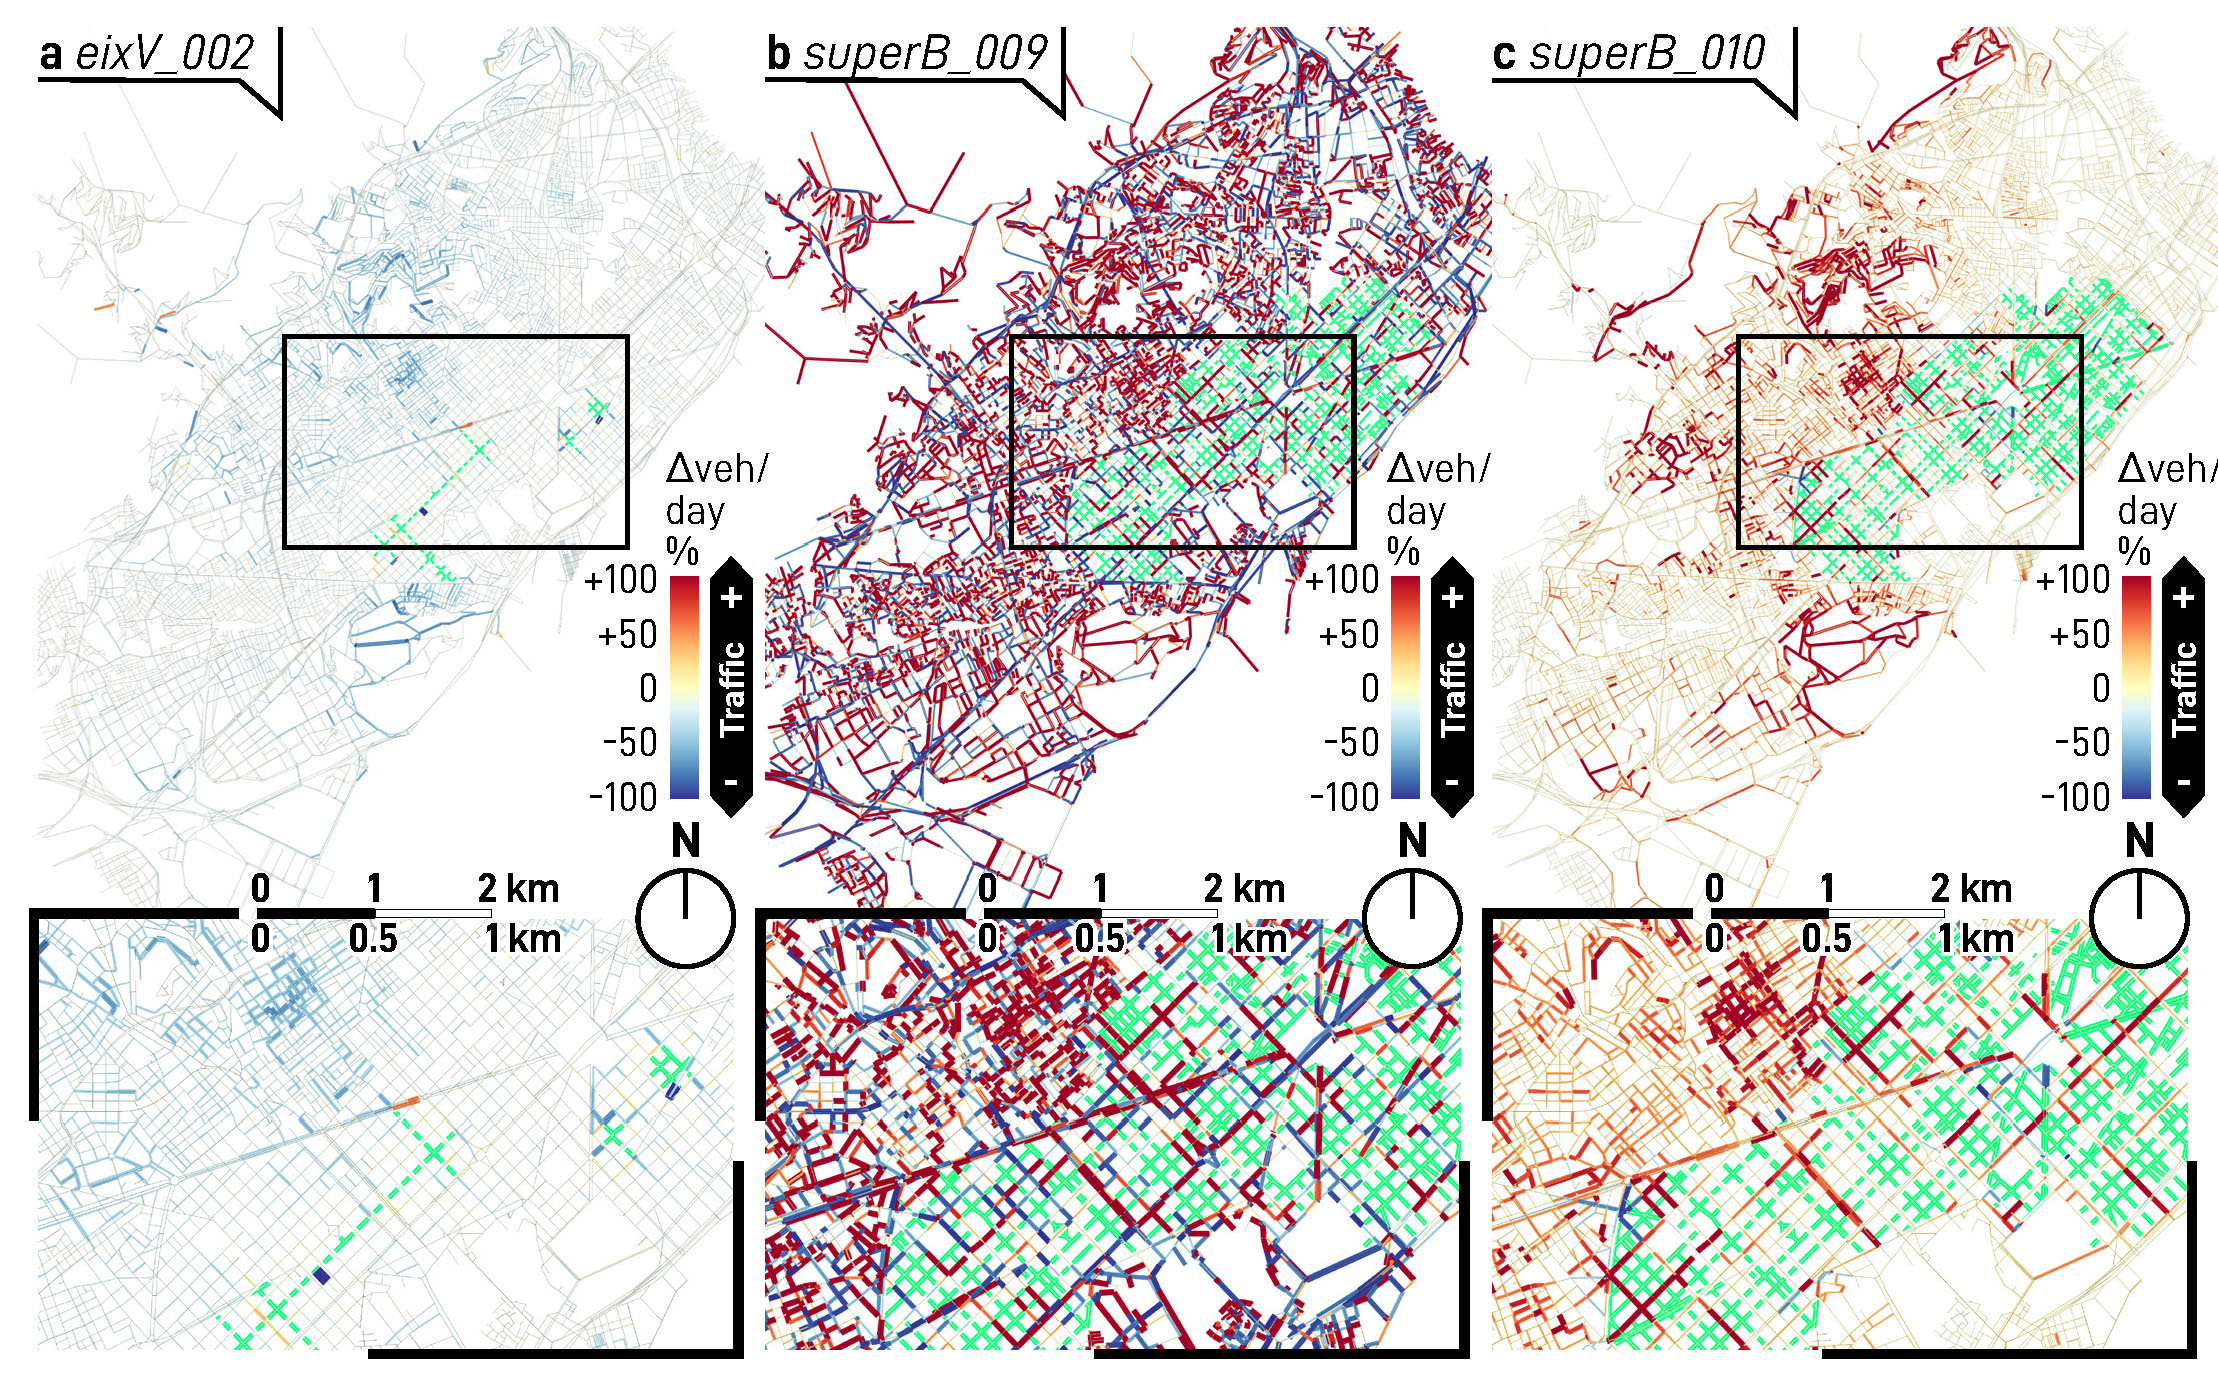 a eixV_002
Δveh/
day
%
+100
+50
0
-50
-100
+
Traffic
-
N
0 1 2 km
0 0.5 1 km
b superB_009
Δveh/
day
%
+100
+50
0
-50
-100
+
Traffic
-
N
0 1 2 km
0 0.5 1 km
c superB_010
Δveh/
day
%
+100
+50
0
-50
-100
+
Traffic
-
N
0 1 2 km
0 0.5 1 km